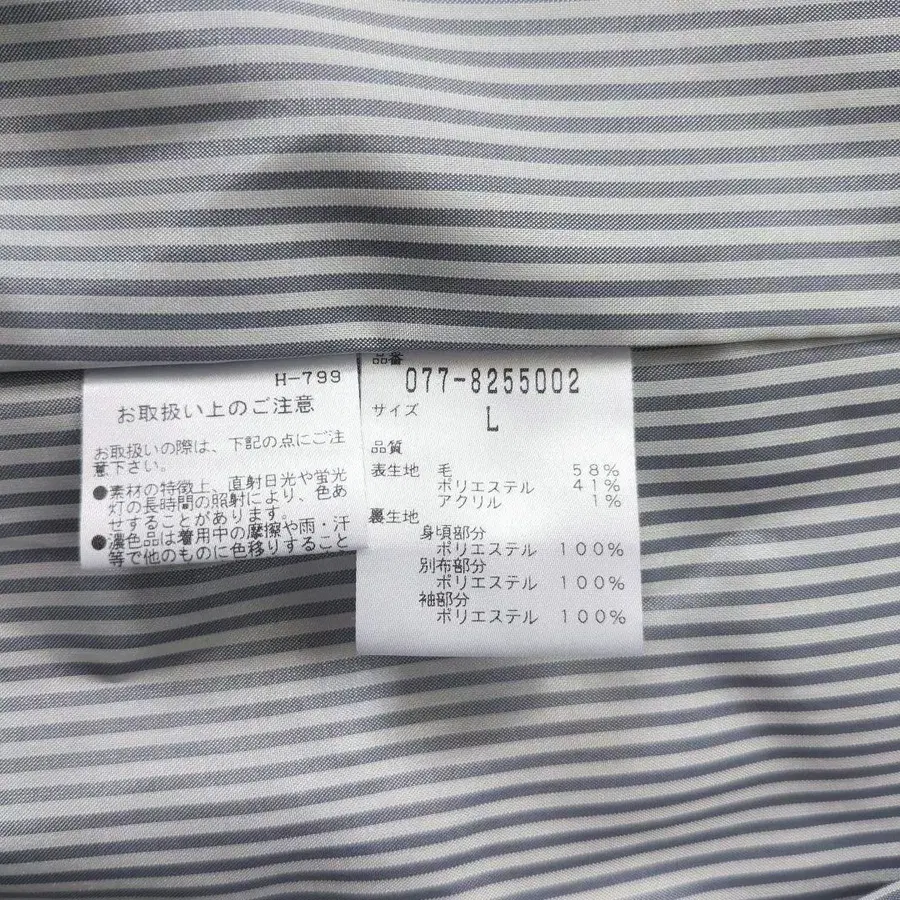 H-799
お取扱い上のご注意
お取扱いの際は、下記の点にご注
意下さい。
●素材の特徴上、直射日光や蛍光
灯の長時間の照射により、色あ
せすることがあります。
●濃色品は着用中の摩擦や雨・汗
等で他のものに色移りすること
品番
077-8255002
サイズ
L
品質
表生地 毛 58%
ポリエステル 41%
アクリル 1%
裏生地
身頃部分
ポリエステル 100%
別布部分
ポリエステル 100%
袖部分
ポリエステル 100%